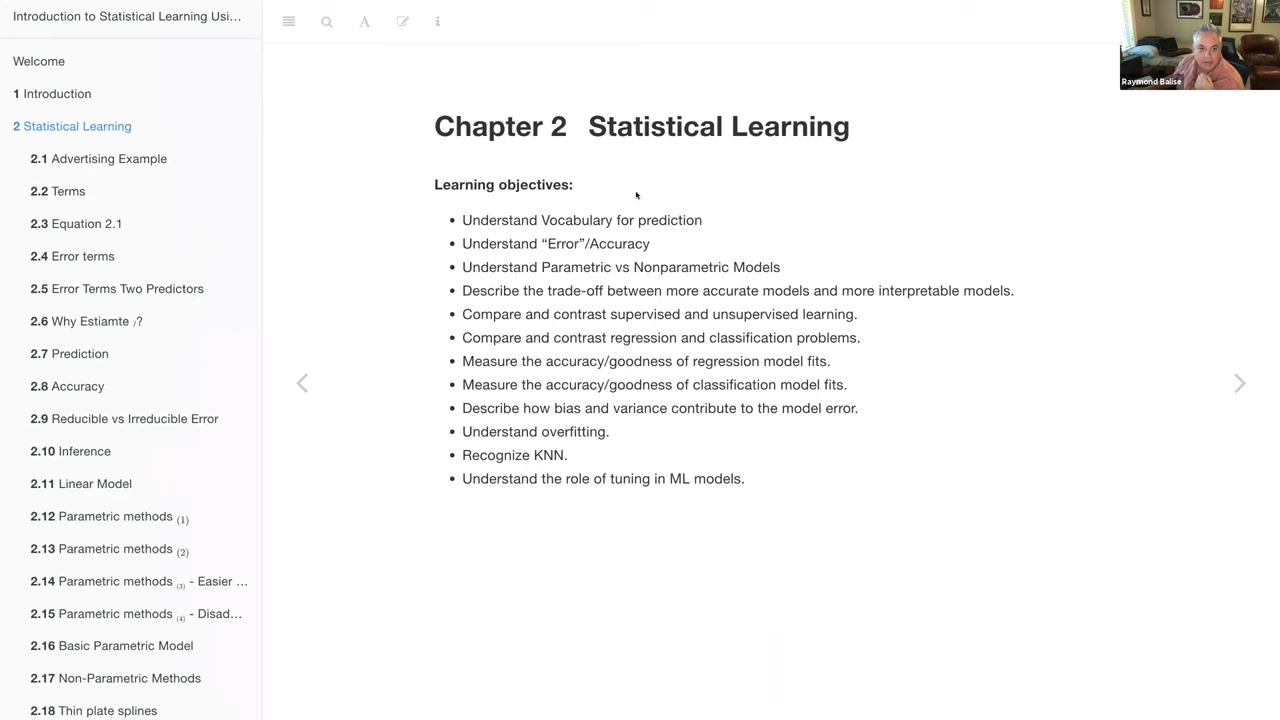 Introduction to Statistical Learning Usi...
Welcome
1 Introduction
2 Statistical Learning
2.1 Advertising Example
2.2 Terms
2.3 Equation 2.1
2.4 Error terms
2.5 Error Terms Two Predictors
2.6 Why Estiamte f?
2.7 Prediction
2.8 Accuracy
2.9 Reducible vs Irreducible Error
2.10 Inference
2.11 Linear Model
2.12 Parametric methods (1)
2.13 Parametric methods (2)
2.14 Parametric methods (3) - Easier ...
2.15 Parametric methods (4) - Disad...
2.16 Basic Parametric Model
2.17 Non-Parametric Methods
2.18 Thin plate splines
Chapter 2 Statistical Learning
Learning objectives:
• Understand Vocabulary for prediction
• Understand “Error”/Accuracy
• Understand Parametric vs Nonparametric Models
• Describe the trade-off between more accurate models and more interpretable models.
• Compare and contrast supervised and unsupervised learning.
• Compare and contrast regression and classification problems.
• Measure the accuracy/goodness of regression model fits.
• Measure the accuracy/goodness of classification model fits.
• Describe how bias and variance contribute to the model error.
• Understand overfitting.
• Recognize KNN.
• Understand the role of tuning in ML models.
Raymond Balise